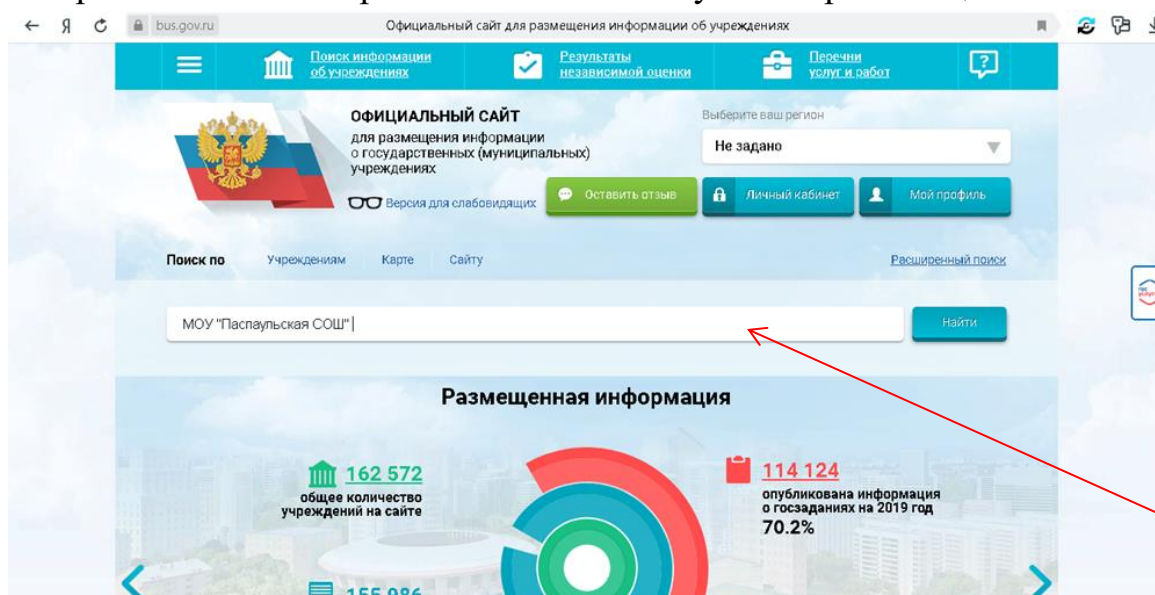 bus.gov.ru Официальный сайт для размещения информации об учреждениях
Поиск информации
об учреждениях
Результаты
независимой оценки
Перечни
услуг и работ
ОФИЦИАЛЬНЫЙ САЙТ
для размещения информации
о государственных (муниципальных)
учреждениях
Версия для слабовидящих
Выберите ваш регион
Не задано
Оставить отзыв
Личный кабинет
Мой профиль
Поиск по Учреждениям Карте Сайту Расширенный поиск
МОУ "Паспаульская СОШ"
Найти
Размещенная информация
162 572
общее количество
учреждений на сайте
114 124
опубликована информация
о госзаданиях на 2019 год
70.2%
155 986